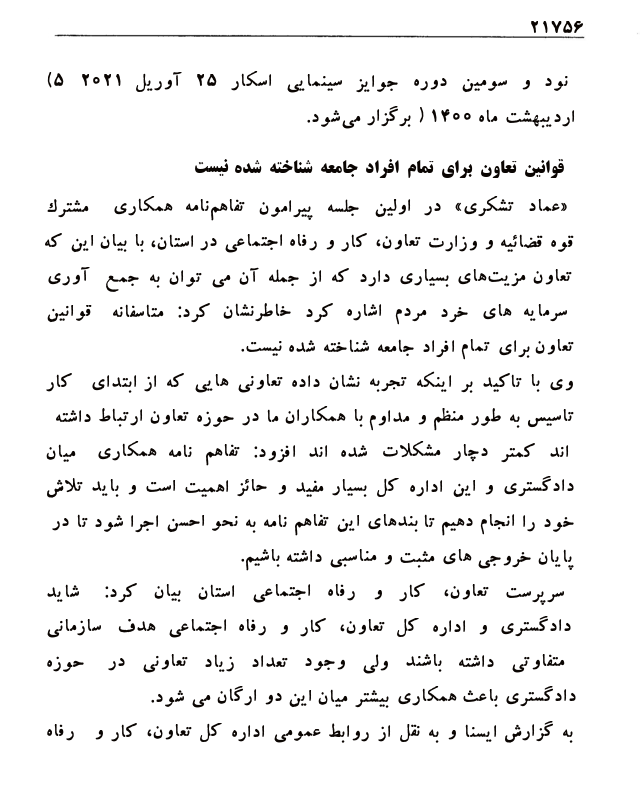 ۲۱۷۵۶
نود و سومین دوره جوایز سینمایی اسکار ۲۵ آوریل ۲۰۲۱ ۵)
اردیبهشت ماه ۱۴۰۰ ( برگزار می‌شود.
قوانین تعاون برای تمام افراد جامعه شناخته شده نیست
«عماد تشکری» در اولین جلسه پیرامون تفاهم‌نامه همکاری مشترك
قوه قضائیه و وزارت تعاون، کار و رفاه اجتماعی در استان، با بیان این که
تعاون مزیت‌های بسیاری دارد که از جمله آن می توان به جمع آوری
سرمایه های خرد مردم اشاره کرد خاطرنشان کرد: متاسفانه قوانین
تعاون برای تمام افراد جامعه شناخته شده نیست.
وی با تاکید بر اینکه تجربه نشان داده تعاونی هایی که از ابتدای کار
تاسیس به طور منظم و مداوم با همکاران ما در حوزه تعاون ارتباط داشته
اند کمتر دچار مشکلات شده اند افزود: تفاهم نامه همکاری میان
دادگستری و این اداره کل بسیار مفید و حائز اهمیت است و باید تلاش
خود را انجام دهیم تا بندهای این تفاهم نامه به نحو احسن اجرا شود تا در
پایان خروجی های مثبت و مناسبی داشته باشیم.
سرپرست تعاون، کار و رفاه اجتماعی استان بیان کرد: شاید
دادگستری و اداره کل تعاون، کار و رفاه اجتماعی هدف سازمانی
متفاوتی داشته باشند ولی وجود تعداد زیاد تعاونی در حوزه
دادگستری باعث همکاری بیشتر میان این دو ارگان می شود.
به گزارش ایسنا و به نقل از روابط عمومی اداره کل تعاون، کار و رفاه